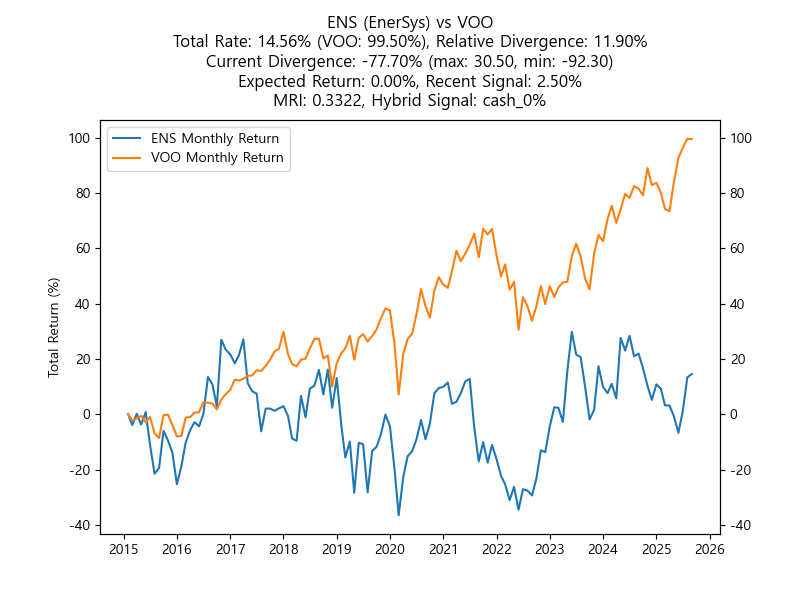 ENS (EnerSys) vs VOO
Total Rate: 14.56% (VOO: 99.50%), Relative Divergence: 11.90%
Current Divergence: -77.70% (max: 30.50, min: -92.30)
Expected Return: 0.00%, Recent Signal: 2.50%
MRI: 0.3322, Hybrid Signal: cash_0%
ENS Monthly Return
VOO Monthly Return
Total Return (%)
100
80
60
40
20
0
-20
-40
100
80
60
40
20
0
-20
-40
2015 2016 2017 2018 2019 2020 2021 2022 2023 2024 2025 2026